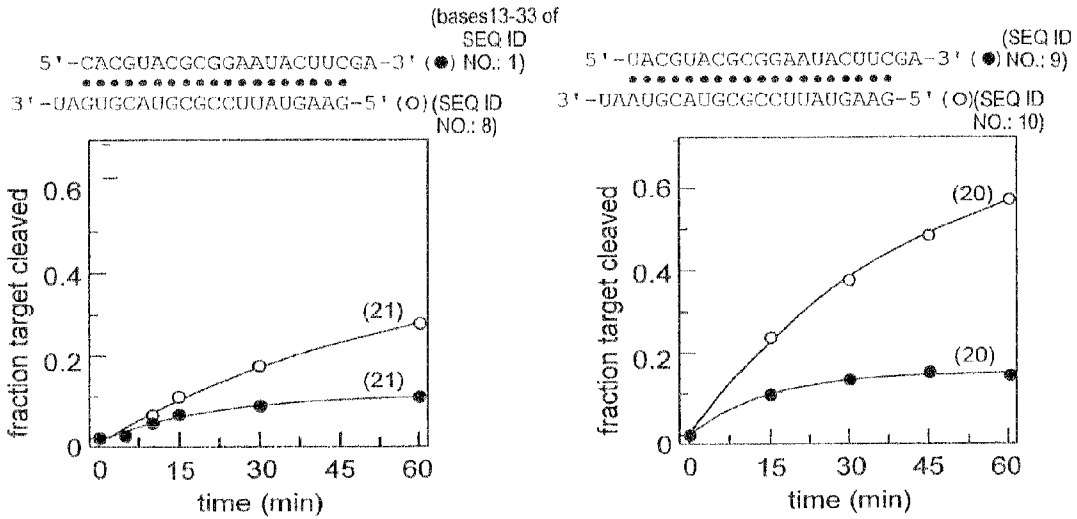 (bases13-33 of
SEQ ID
5'-CACGUACGCGGAAUACUUCGA-3' (●) NO.: 1)
3'-UAGUGCAUGCGCCUUAUGAAG-5' (○)(SEQ ID
NO.: 8)
fraction target cleaved
0.6
0.4
0.2
0
(21)
(21)
0 15 30 45 60
time (min)
(SEQ ID
5'-UACGUACGCGGAAUACUUCGA-3' (●) NO.: 9)
3'-UAAUGCAUGCGCCUUAUGAAG-5' (○)(SEQ ID
NO.: 10)
fraction target cleaved
0.6
0.4
0.2
0
(20)
(20)
0 15 30 45 60
time (min)